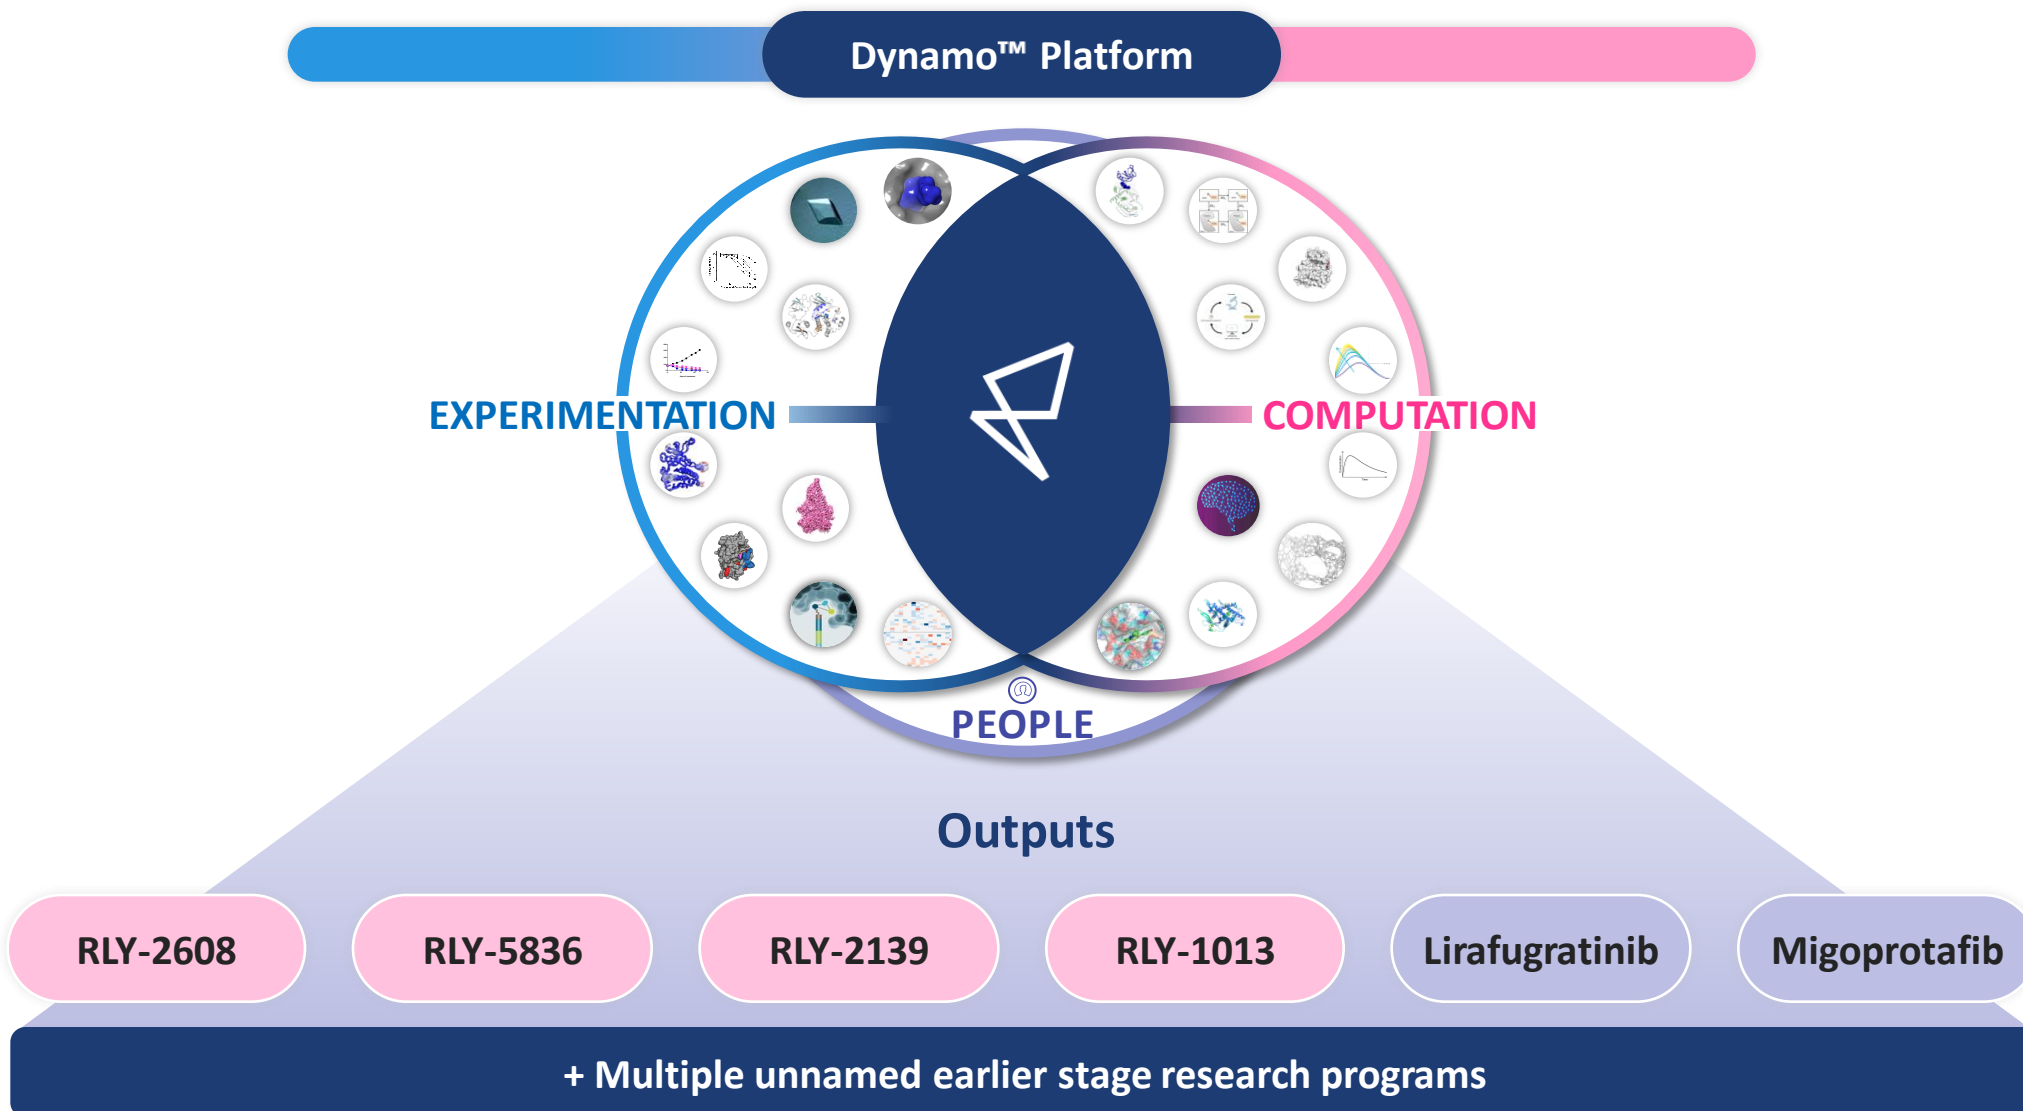 Dynamo™ Platform
EXPERIMENTATION
COMPUTATION
PEOPLE
Outputs
RLY-2608
RLY-5836
RLY-2139
RLY-1013
Lirafugratinib
Migoprotafib
+ Multiple unnamed earlier stage research programs